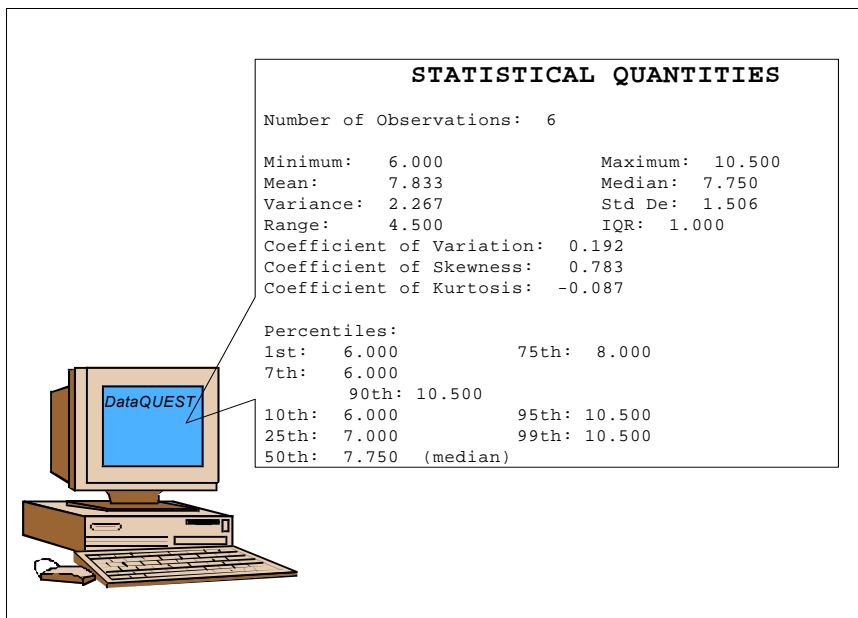 STATISTICAL QUANTITIES
Number of Observations: 6
Minimum: 6.000 Maximum: 10.500
Mean: 7.833 Median: 7.750
Variance: 2.267 Std De: 1.506
Range: 4.500 IQR: 1.000
Coefficient of Variation: 0.192
Coefficient of Skewness: 0.783
Coefficient of Kurtosis: -0.087
Percentiles:
1st: 6.000 75th: 8.000
7th: 6.000
90th: 10.500
10th: 6.000 95th: 10.500
25th: 7.000 99th: 10.500
50th: 7.750 (median)
DataQUEST